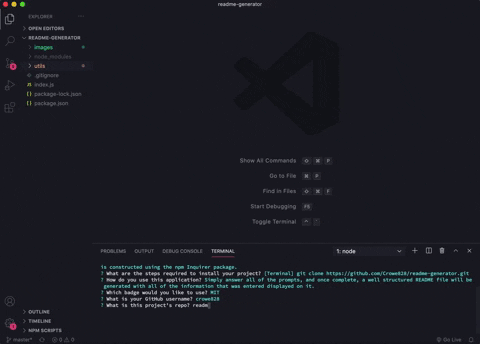 readme-generator
EXPLORER
OPEN EDITORS
README-GENERATOR
images
node_modules
utils
.gitignore
index.js
package-lock.json
package.json
Show All Commands ⇧ ⌘ P
Go to File ⌘ P
Find in Files ⇧ ⌘ F
Start Debugging F5
Toggle Terminal ⌃ `
PROBLEMS OUTPUT DEBUG CONSOLE TERMINAL 1: node
is constructed using the npm Inquirer package.
? What are the steps required to install your project? [Terminal] git clone https://github.com/Crowe828/readme-generator.git
? How do you use this application? Simply answer all of the prompts, and once complete, a well structured README file will be
generated with all of the information that was entered displayed on it.
? Which badge would you like to use? MIT
? What is your GitHub username? crowe828
? What is this project's repo? readm
OUTLINE
TIMELINE
NPM SCRIPTS
master* 0 0 Go Live